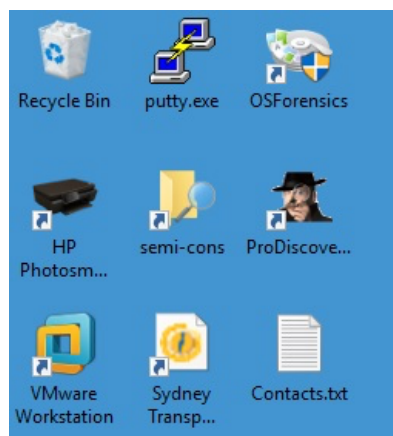 Recycle Bin
putty.exe
OSForensics
HP
Photosm...
semi-cons
ProDiscove...
VMware
Workstation
Sydney
Transp...
Contacts.txt